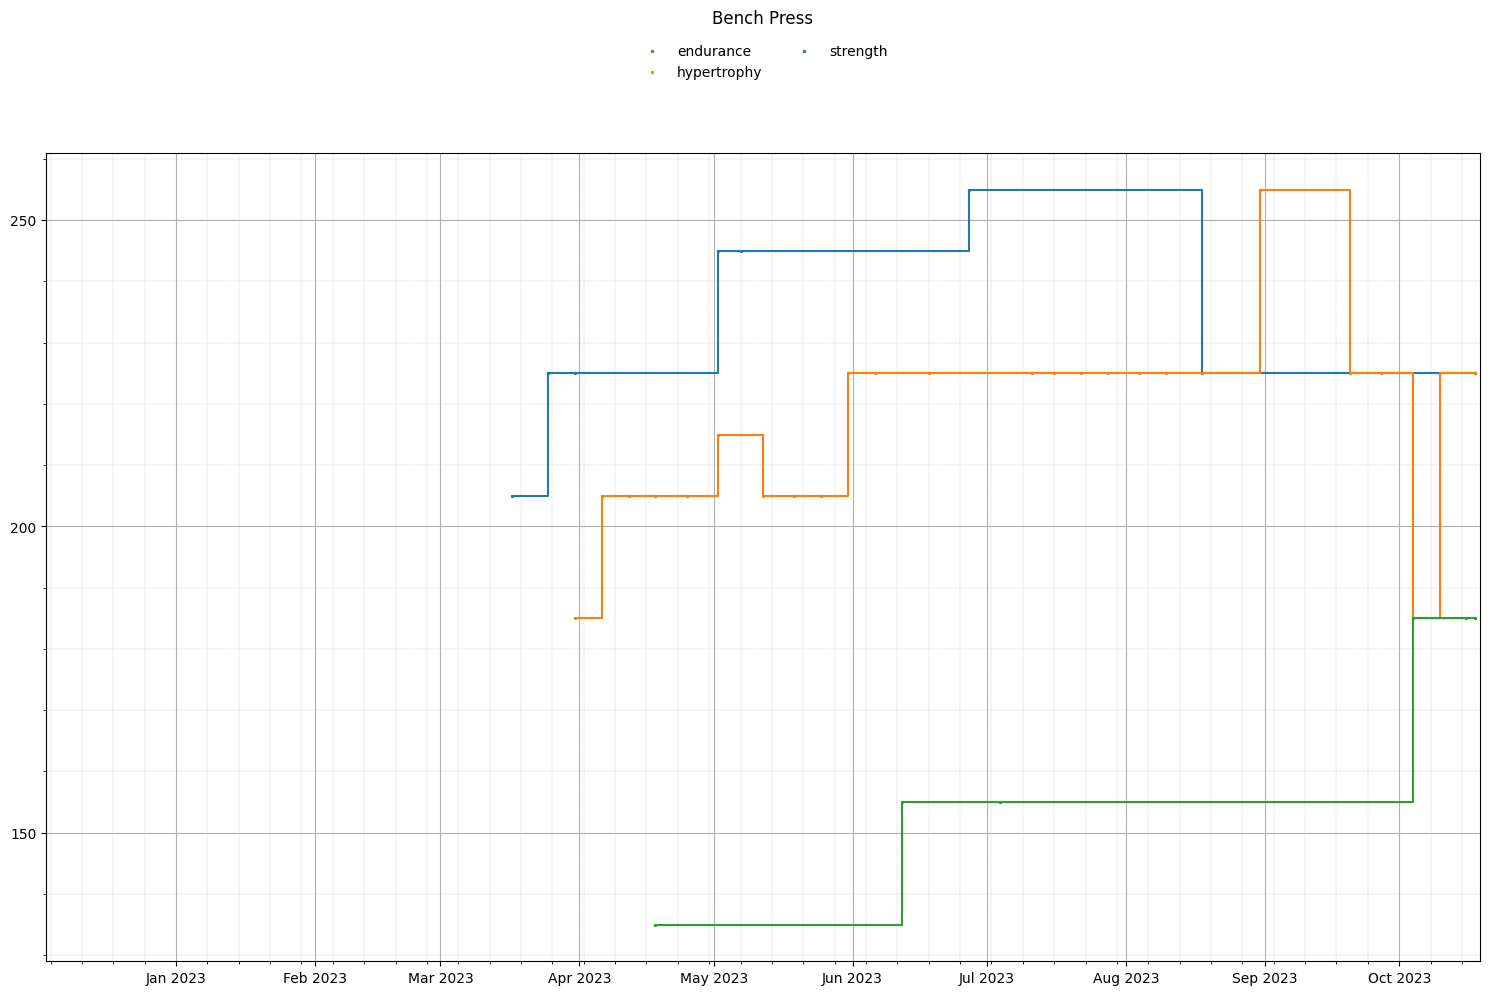 Bench Press
endurance
hypertrophy
strength
250
200
150
Jan 2023
Feb 2023
Mar 2023
Apr 2023
May 2023
Jun 2023
Jul 2023
Aug 2023
Sep 2023
Oct 2023